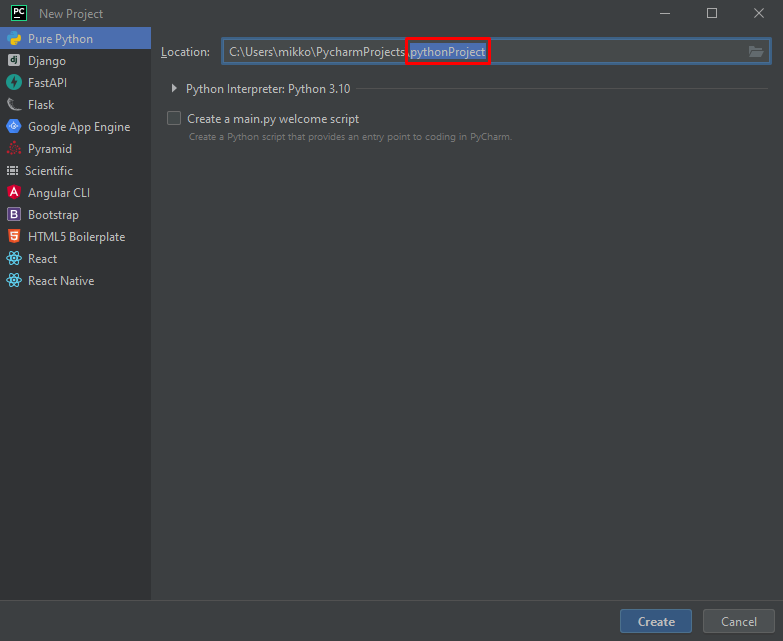 PC New Project
Pure Python
dj Django
FastAPI
Flask
Google App Engine
Pyramid
Scientific
A Angular CLI
B Bootstrap
5 HTML5 Boilerplate
React
React Native
Location: C:\Users\mikko\PycharmProjects\pythonProject
Python Interpreter: Python 3.10
Create a main.py welcome script
Create a Python script that provides an entry point to coding in PyCharm.
Create Cancel